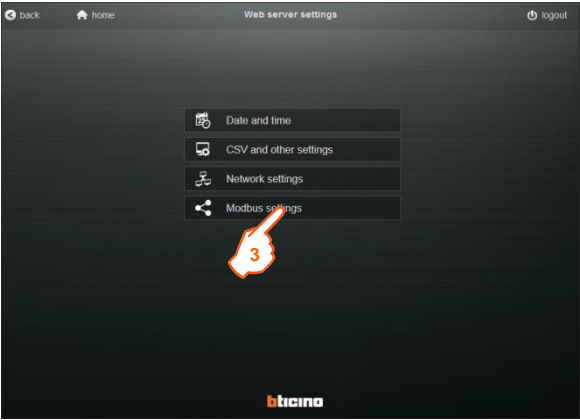 back home Web server settings logout
Date and time
CSV and other settings
Network settings
Modbus settings
3
bticino